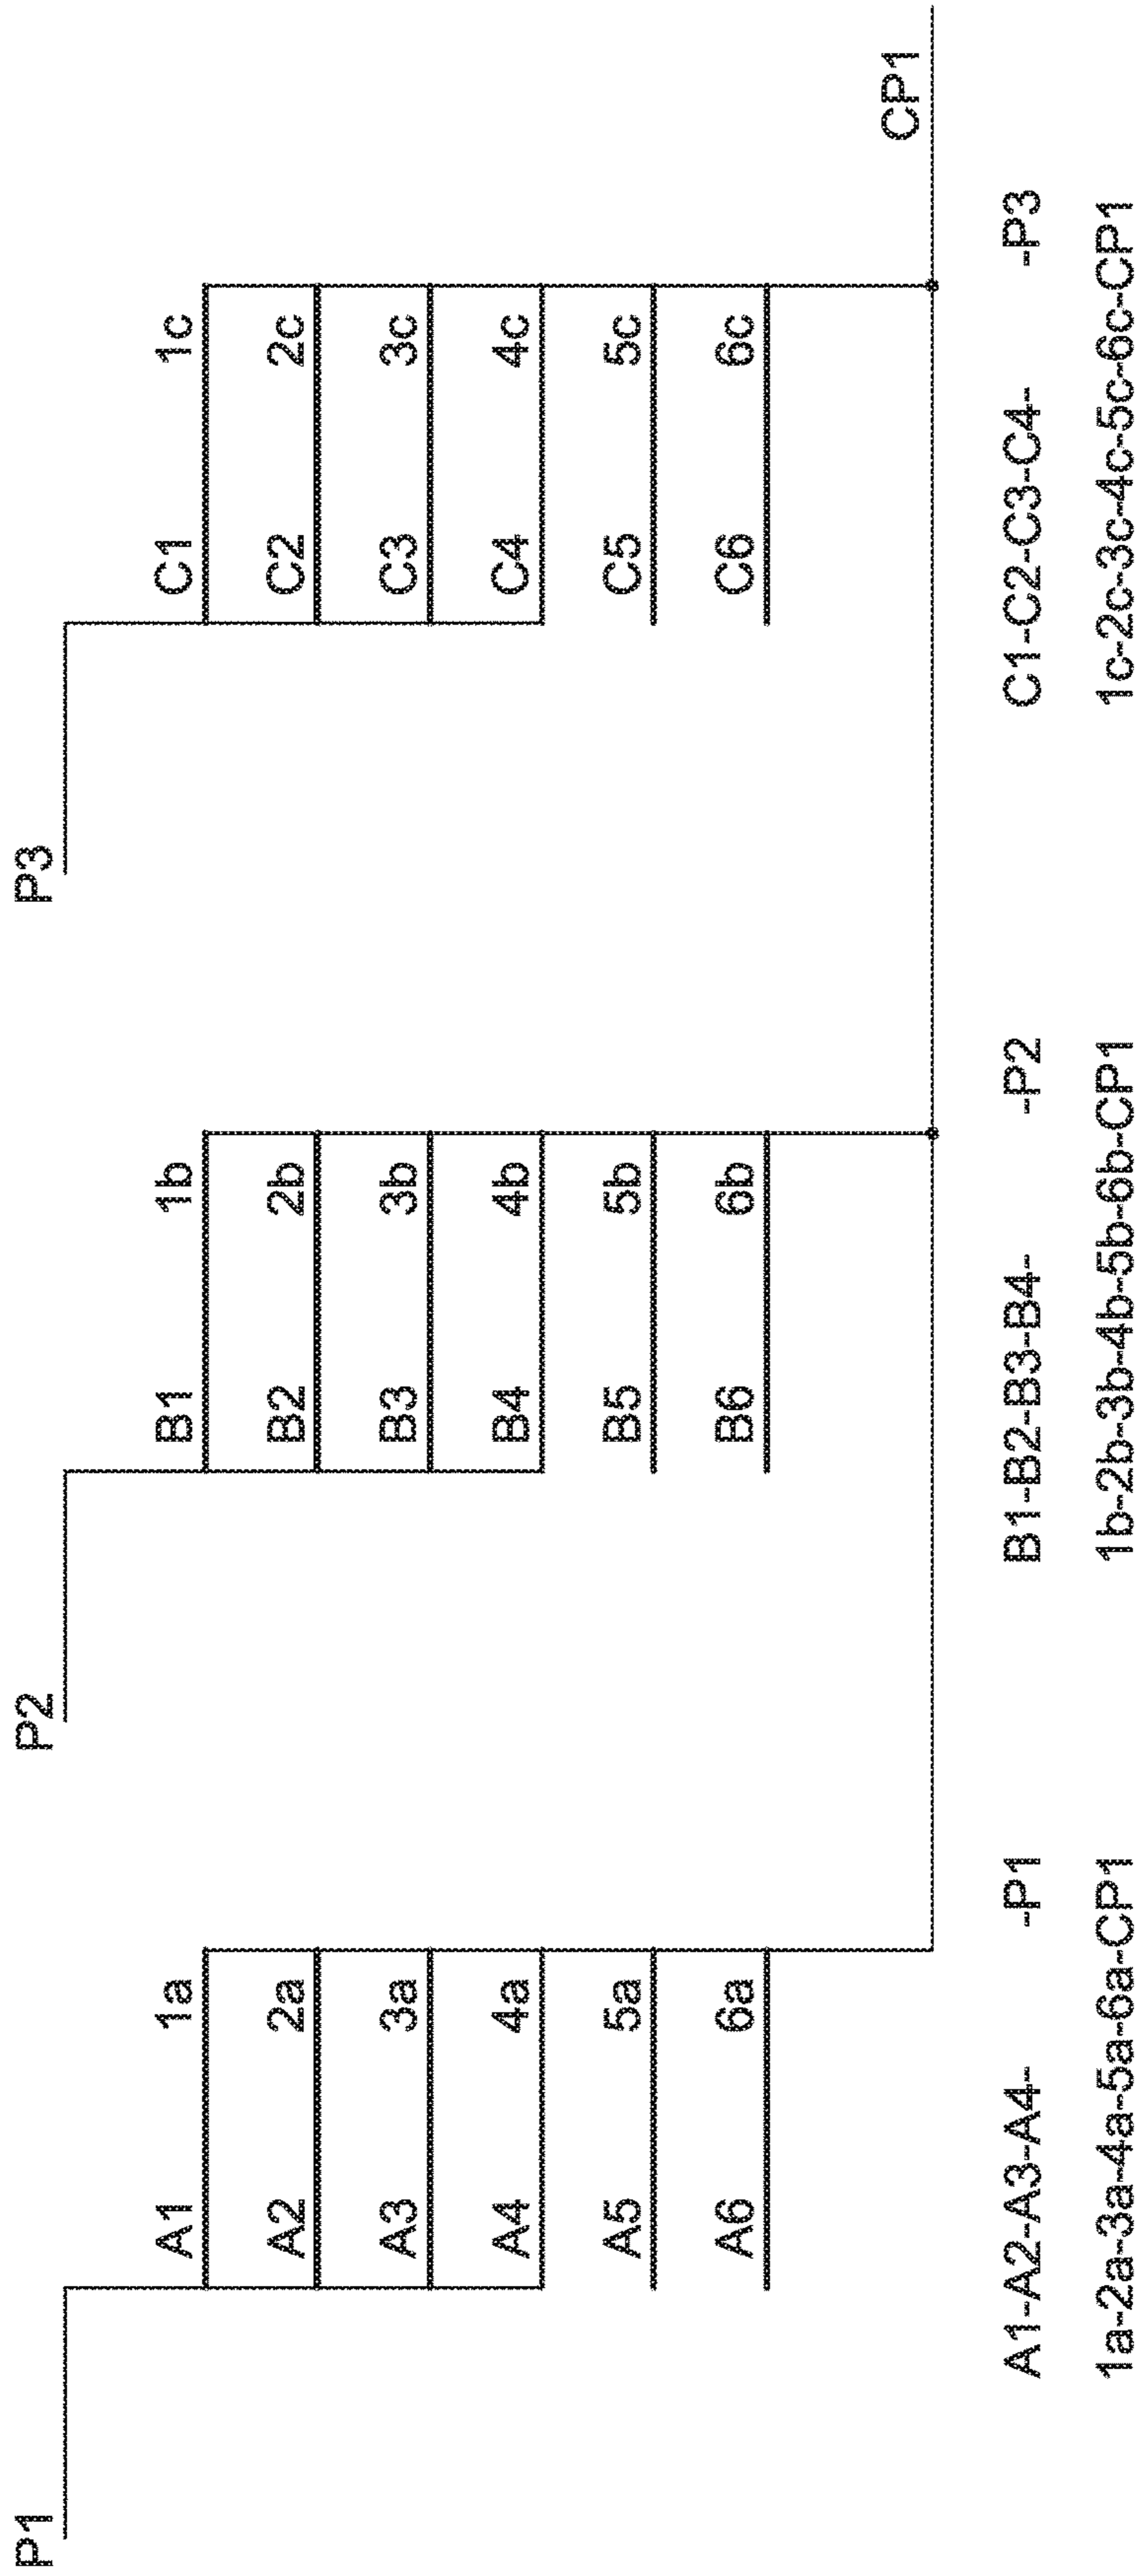 P1 P2 P3
A1 1a B1 1b C1 1c
A2 2a B2 2b C2 2c
A3 3a B3 3b C3 3c
A4 4a B4 4b C4 4c
A5 5a B5 5b C5 5c
A6 6a B6 6b C6 6c
CP1
A1-A2-A3-A4- -P1 B1-B2-B3-B4- -P2 C1-C2-C3-C4- -P3
1a-2a-3a-4a-5a-6a-CP1 1b-2b-3b-4b-5b-6b-CP1 1c-2c-3c-4c-5c-6c-CP1